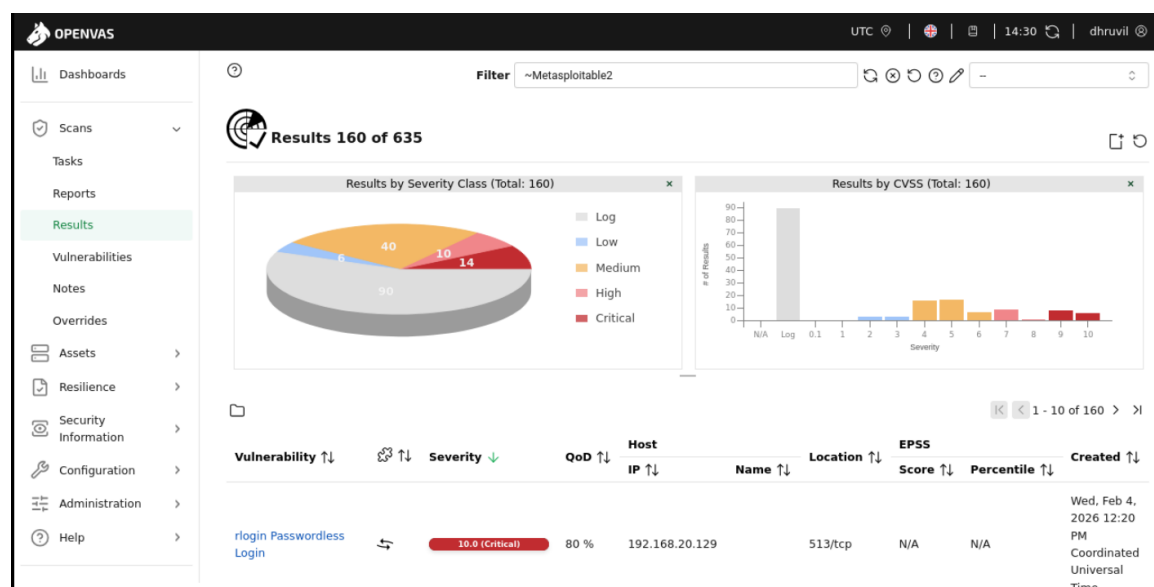 OPENVAS
UTC
14:30
dhruvil
Dashboards
Scans
Tasks
Reports
Results
Vulnerabilities
Notes
Overrides
Assets
Resilience
Security
Information
Configuration
Administration
Help
Filter ~Metasploitable2
--
Results 160 of 635
Results by Severity Class (Total: 160) ×
40
10
14
6
90
Log
Low
Medium
High
Critical
Results by CVSS (Total: 160) ×
# of Results
90
80
70
60
50
40
30
20
10
0
N/A Log 0.1 1 2 3 4 5 6 7 8 9 10
Severity
1 - 10 of 160
Vulnerability Severity QoD Host Location EPSS Created
IP Name Score Percentile
rlogin Passwordless
Login
10.0 (Critical)
80 %
192.168.20.129
513/tcp
N/A
N/A
Wed, Feb 4,
2026 12:20
PM
Coordinated
Universal
Time